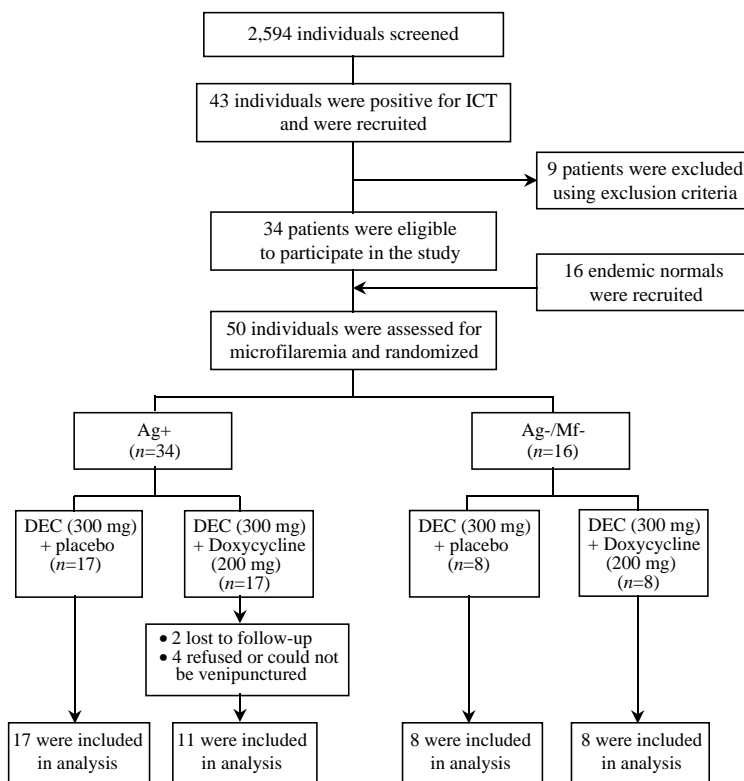 2,594 individuals screened
43 individuals were positive for ICT
and were recruited
9 patients were excluded
using exclusion criteria
34 patients were eligible
to participate in the study
16 endemic normals
were recruited
50 individuals were assessed for
microfilaremia and randomized
Ag+
(n=34)
Ag-/Mf-
(n=16)
DEC (300 mg)
+ placebo
(n=17)
DEC (300 mg)
+ Doxycycline
(200 mg)
(n=17)
DEC (300 mg)
+ placebo
(n=8)
DEC (300 mg)
+ Doxycycline
(200 mg)
(n=8)
• 2 lost to follow-up
• 4 refused or could not
be venipunctured
17 were included
in analysis
11 were included
in analysis
8 were included
in analysis
8 were included
in analysis